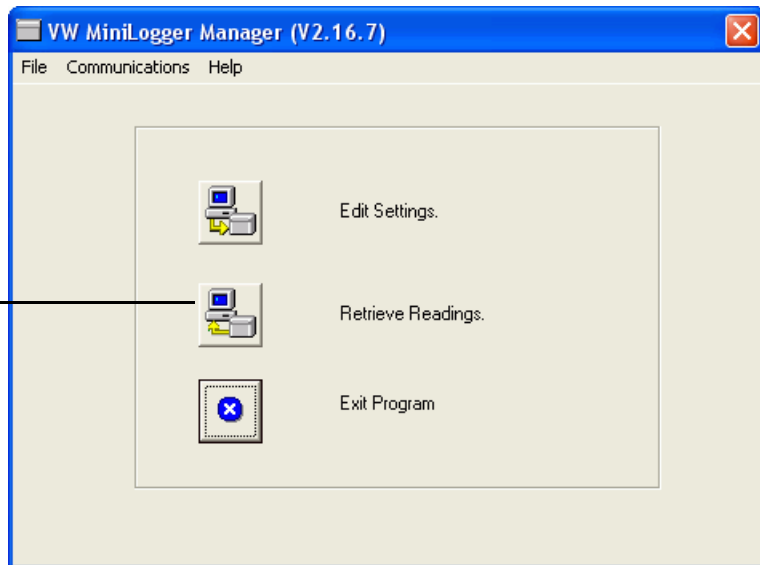 VW MiniLogger Manager (V2.16.7)
File Communications Help
Edit Settings.
Retrieve Readings.
Exit Program